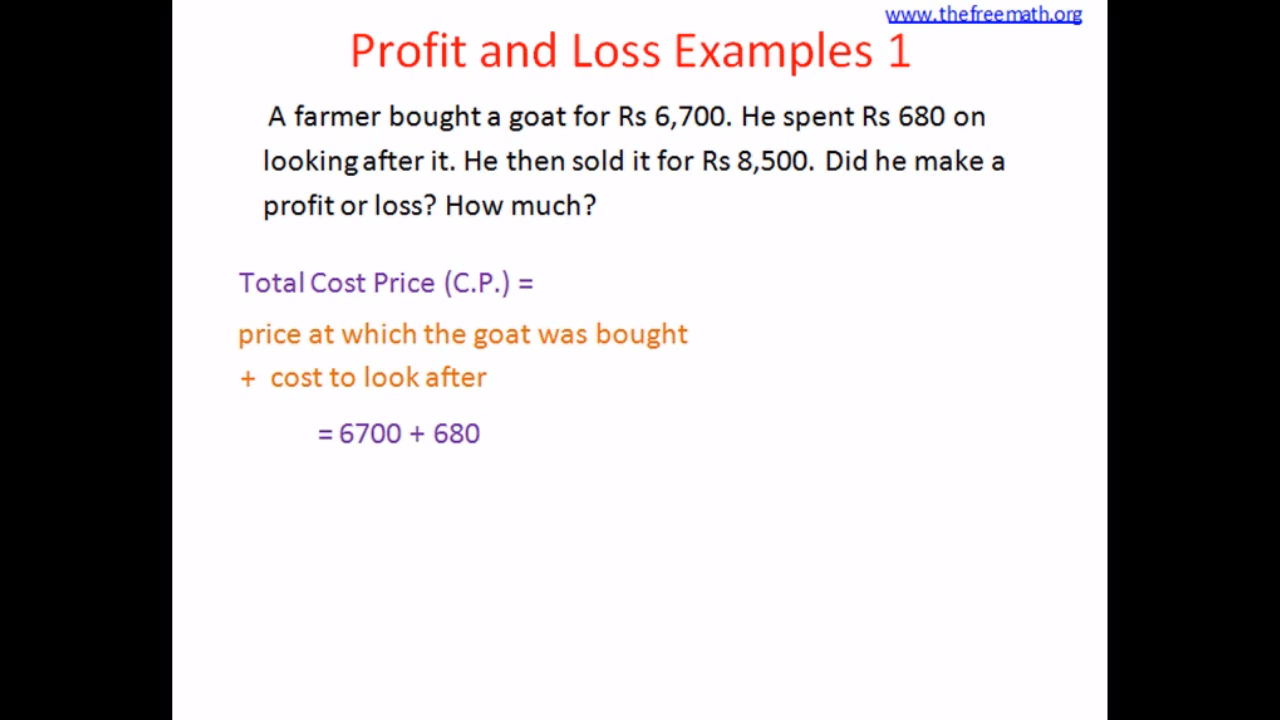 www.thefreemath.org
Profit and Loss Examples 1
A farmer bought a goat for Rs 6,700. He spent Rs 680 on
looking after it. He then sold it for Rs 8,500. Did he make a
profit or loss? How much?
Total Cost Price (C.P.) =
price at which the goat was bought
+ cost to look after
= 6700 + 680